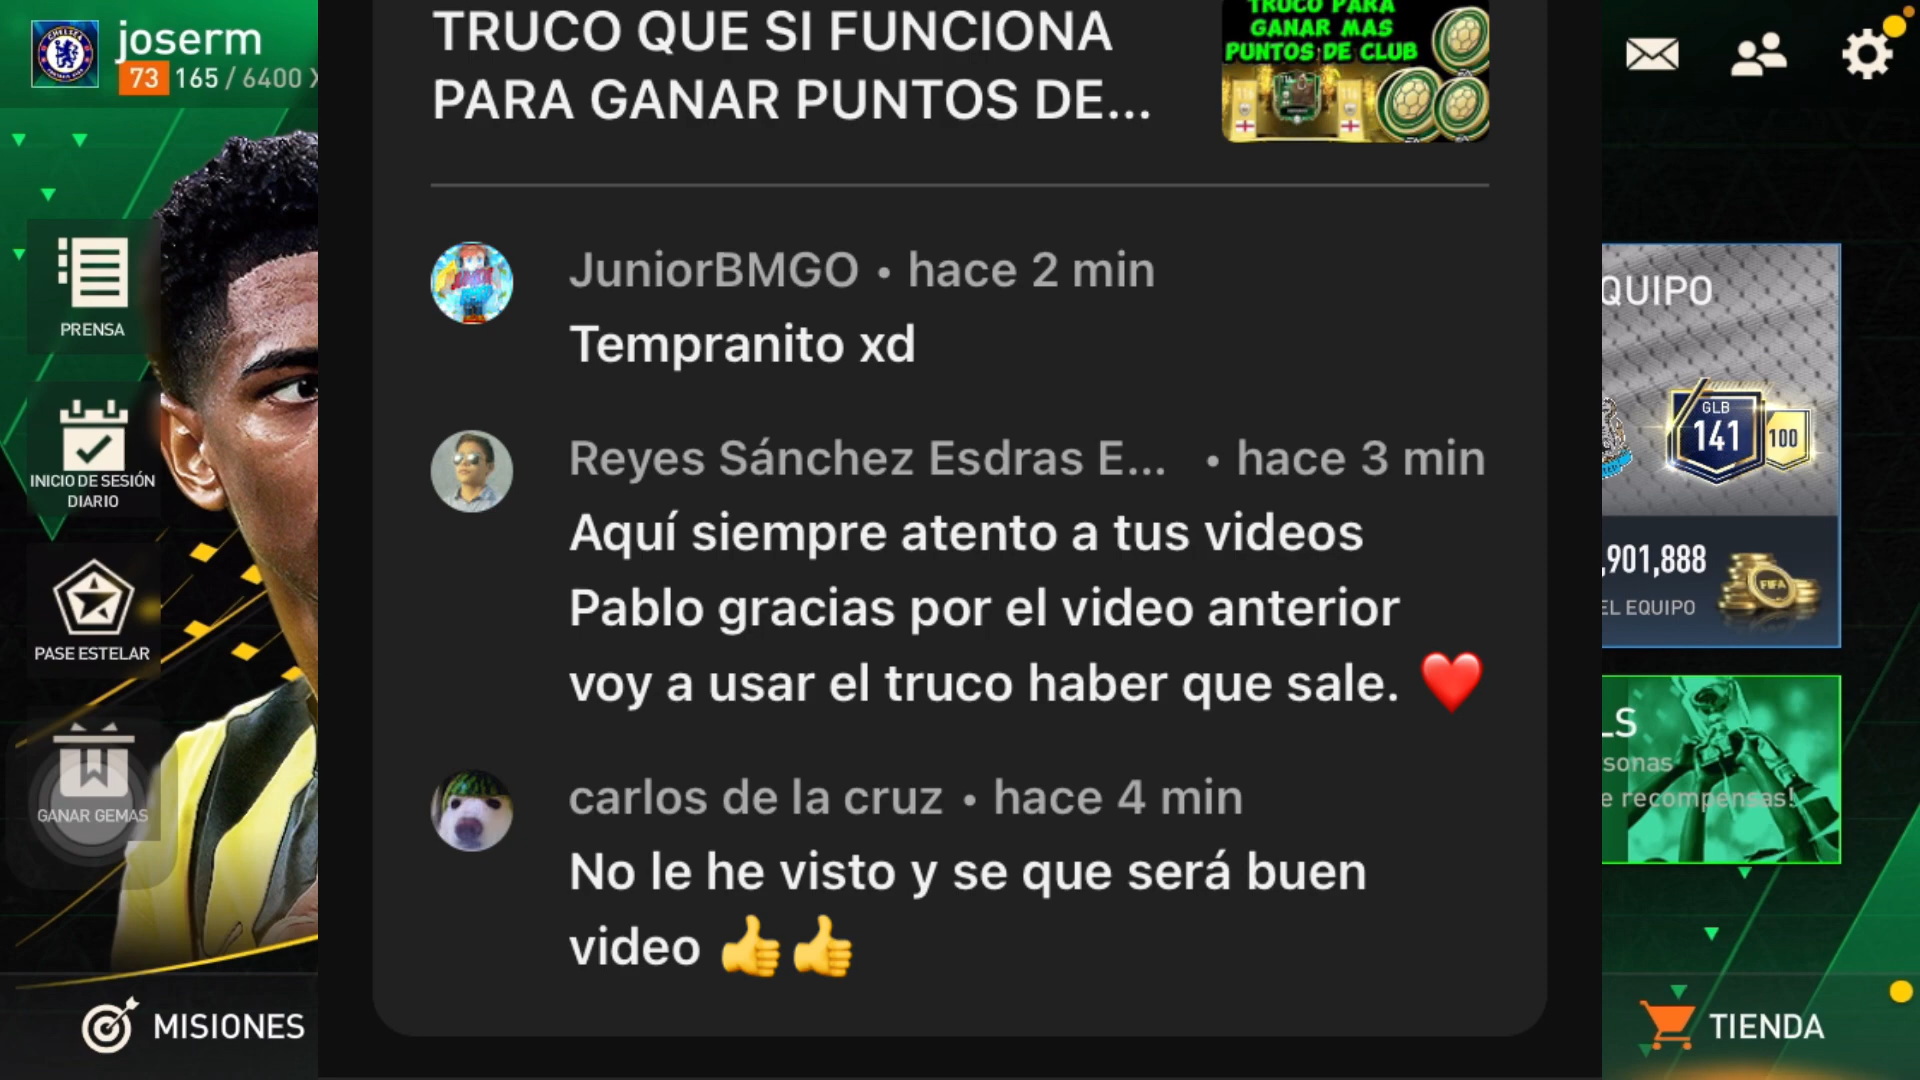 joserm
73 165 / 6400
PRENSA
INICIO DE SESIÓN
DIARIO
PASE ESTELAR
GANAR GEMAS
MISIONES
TRUCO QUE SI FUNCIONA
PARA GANAR PUNTOS DE...
TRUCO PARA
GANAR MAS
PUNTOS DE CLUB
JuniorBMGO • hace 2 min
Tempranito xd
Reyes Sánchez Esdras E... • hace 3 min
Aquí siempre atento a tus videos
Pablo gracias por el video anterior
voy a usar el truco haber que sale. ❤️
carlos de la cruz • hace 4 min
No le he visto y se que será buen
video 👍👍
QUIPO
GLB
141
100
,901,888
FIFA
EL EQUIPO
LS
sonas
e recompensas!
TIENDA